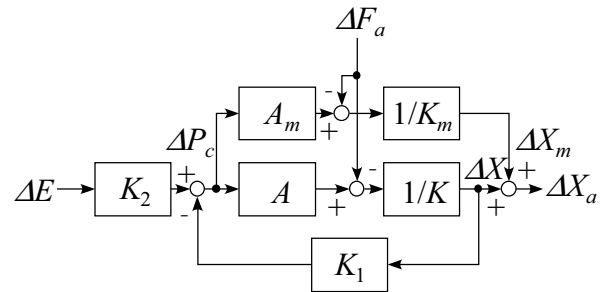 ΔF_a
-
A_m
+
1/K_m
ΔP_c
ΔX_m
ΔE
K_2
+
-
A
+
-
1/K
ΔX
+
+
ΔX_a
K_1